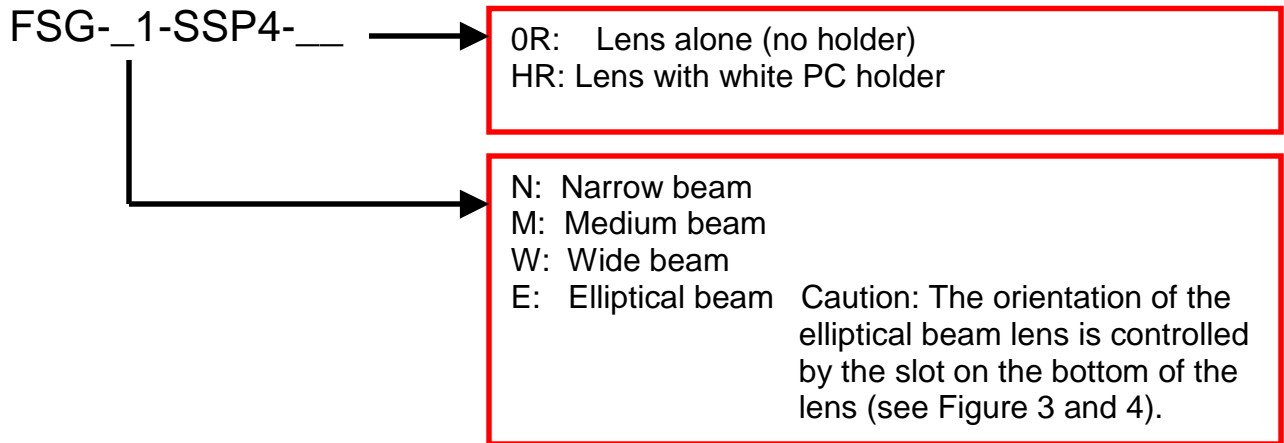 FSG-_1-SSP4-__
0R: Lens alone (no holder)
HR: Lens with white PC holder
N: Narrow beam
M: Medium beam
W: Wide beam
E: Elliptical beam Caution: The orientation of the
elliptical beam lens is controlled
by the slot on the bottom of the
lens (see Figure 3 and 4).